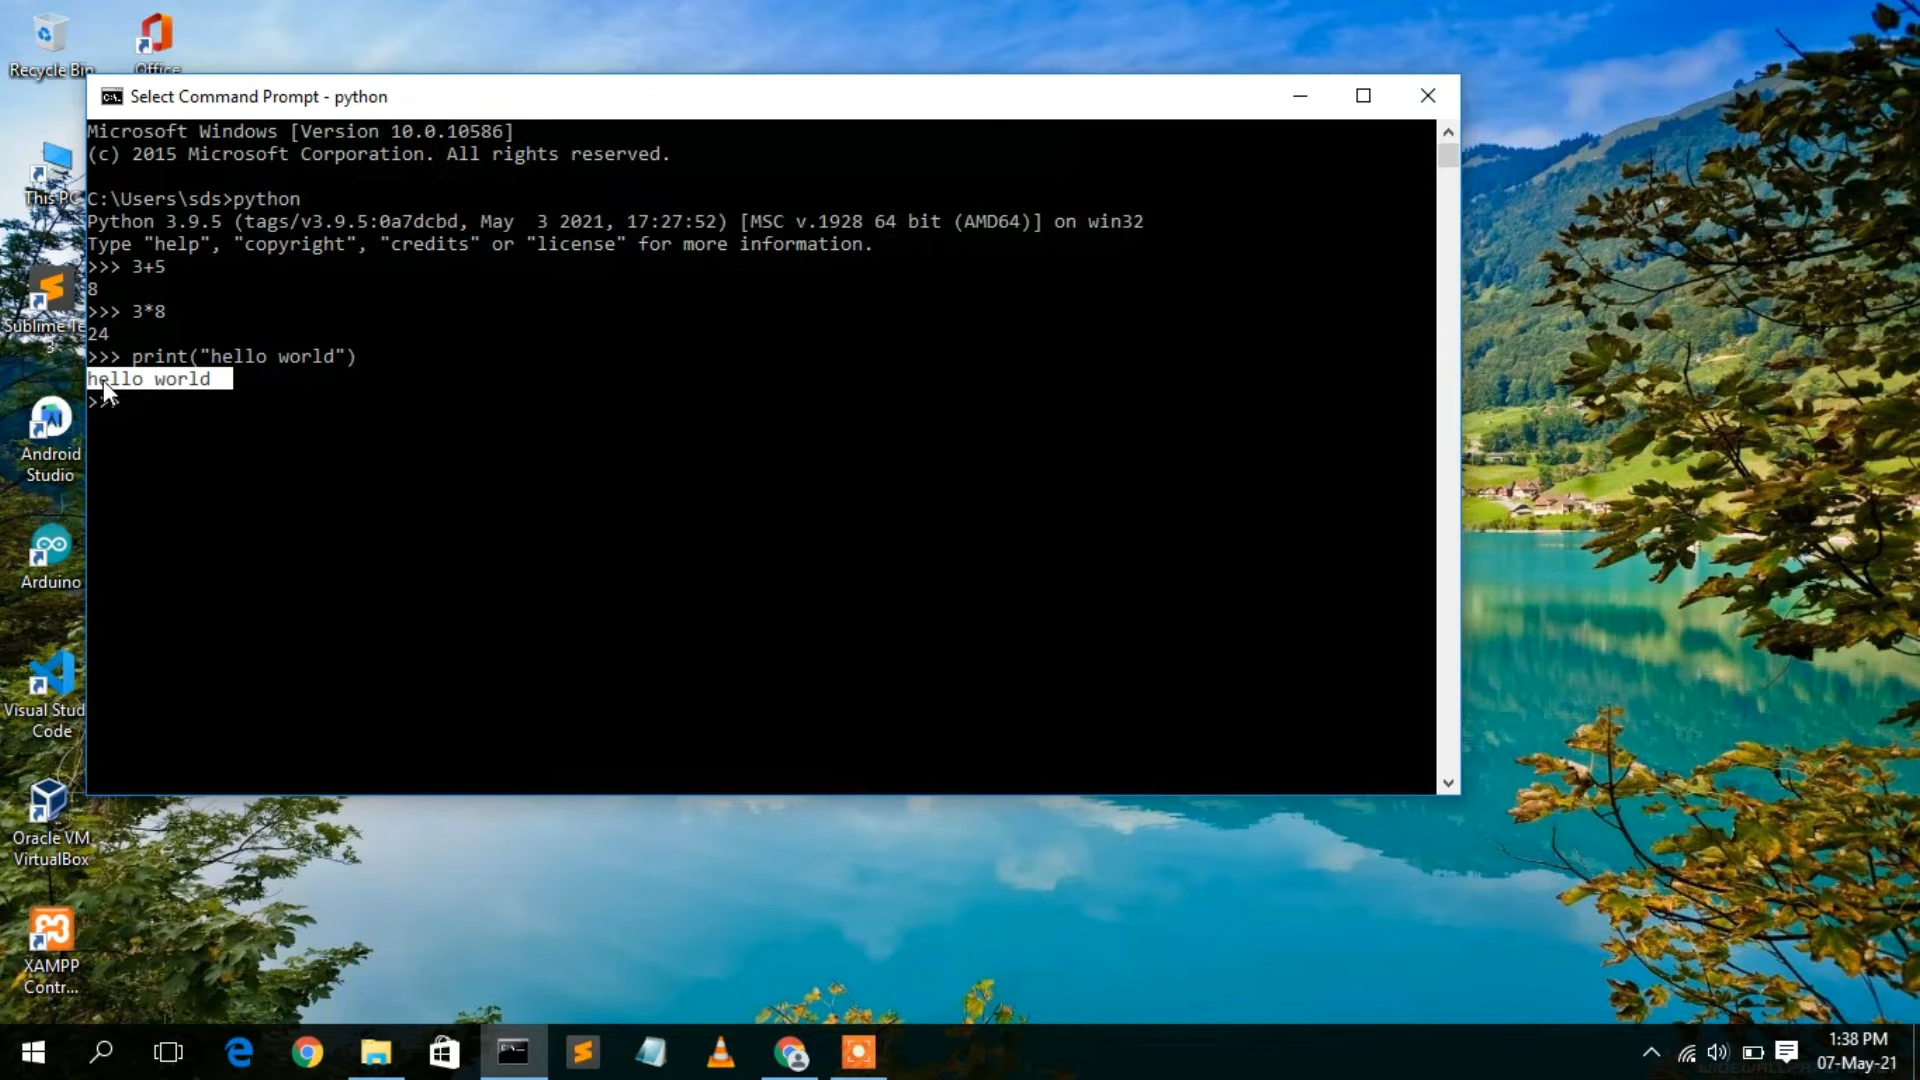 Recycle Bin
Office
Select Command Prompt - python
Microsoft Windows [Version 10.0.10586]
(c) 2015 Microsoft Corporation. All rights reserved.
This PC
C:\Users\sds>python
Python 3.9.5 (tags/v3.9.5:0a7dcbd, May  3 2021, 17:27:52) [MSC v.1928 64 bit (AMD64)] on win32
Type "help", "copyright", "credits" or "license" for more information.
>>> 3+5
8
>>> 3*8
24
>>> print("hello world")
hello world
>>>
Sublime Te
3
Android
Studio
Arduino
Visual Stud
Code
Oracle VM
VirtualBox
XAMPP
Contr...
1:38 PM
07-May-21